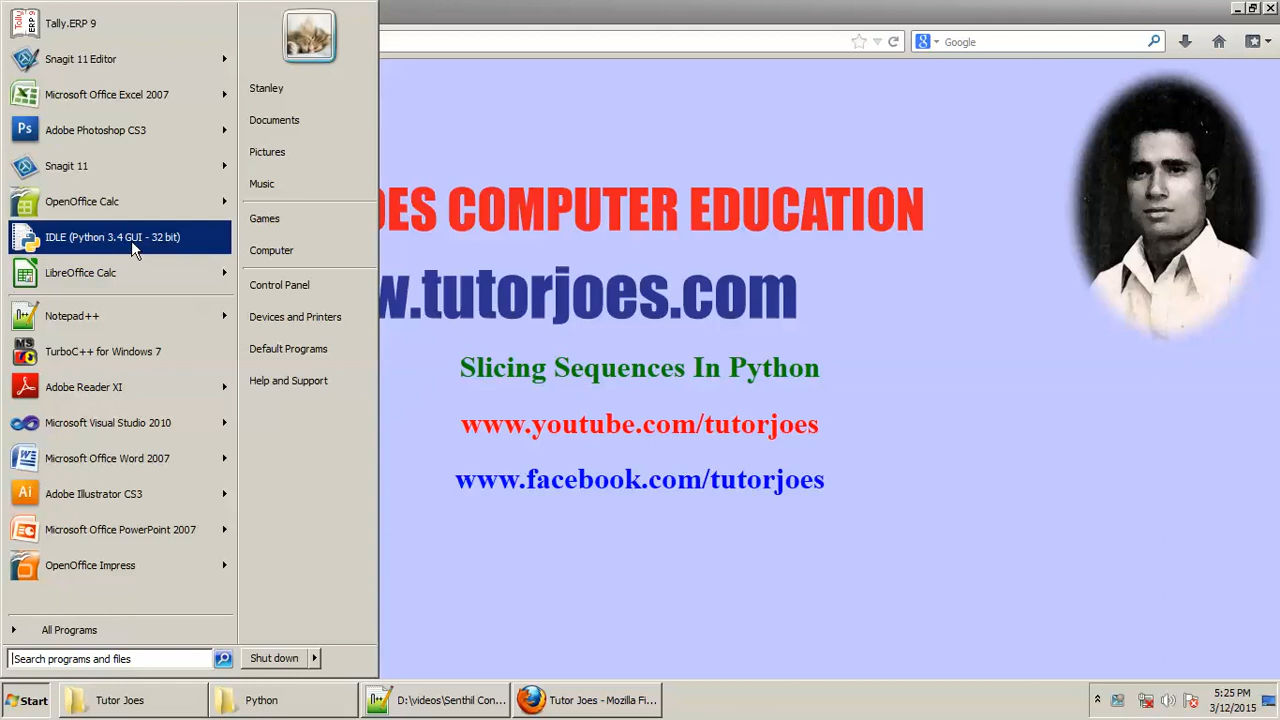 Tally.ERP 9
Snagit 11 Editor
Microsoft Office Excel 2007
Adobe Photoshop CS3
Snagit 11
OpenOffice Calc
IDLE (Python 3.4 GUI - 32 bit)
LibreOffice Calc
Notepad++
TurboC++ for Windows 7
Adobe Reader XI
Microsoft Visual Studio 2010
Microsoft Office Word 2007
Adobe Illustrator CS3
Microsoft Office PowerPoint 2007
OpenOffice Impress
All Programs
Search programs and files
Stanley
Documents
Pictures
Music
Games
Computer
Control Panel
Devices and Printers
Default Programs
Help and Support
Shut down
Google
OES COMPUTER EDUCATION
w.tutorjoes.com
Slicing Sequences In Python
www.youtube.com/tutorjoes
www.facebook.com/tutorjoes
Start
Tutor Joes
Python
D:\videos\Senthil Con...
Tutor Joes - Mozilla Fi...
5:25 PM
3/12/2015